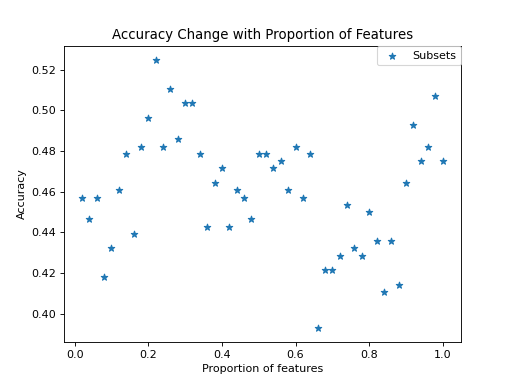 Accuracy Change with Proportion of Features
Subsets
0.52
0.50
0.48
0.46
0.44
0.42
0.40
Accuracy
0.0 0.2 0.4 0.6 0.8 1.0
Proportion of features